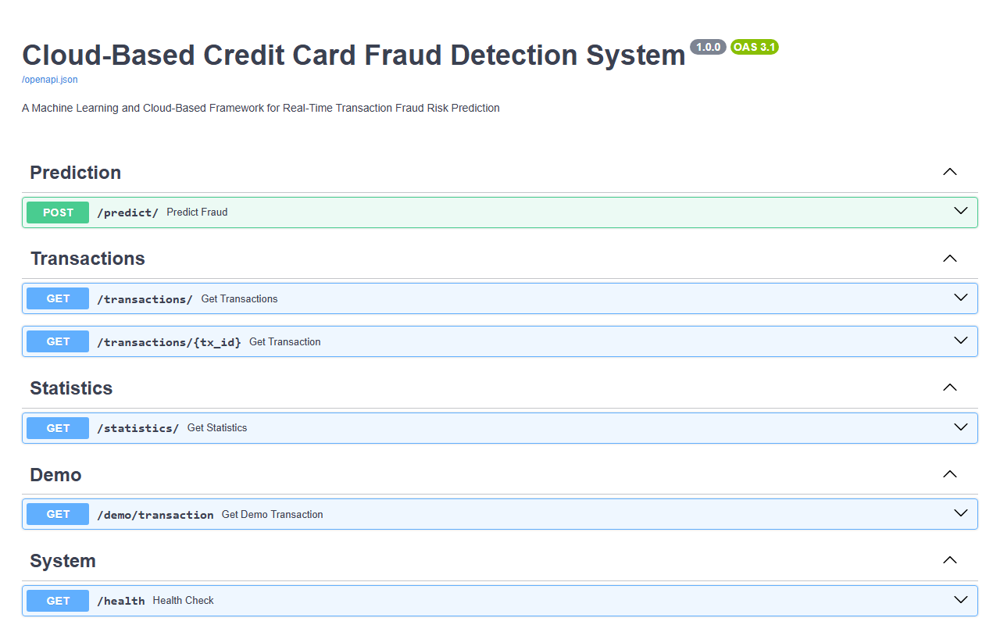 Cloud-Based Credit Card Fraud Detection System 1.0.0 OAS 3.1
/openapi.json
A Machine Learning and Cloud-Based Framework for Real-Time Transaction Fraud Risk Prediction
Prediction
POST /predict/ Predict Fraud
Transactions
GET /transactions/ Get Transactions
GET /transactions/{tx_id} Get Transaction
Statistics
GET /statistics/ Get Statistics
Demo
GET /demo/transaction Get Demo Transaction
System
GET /health Health Check